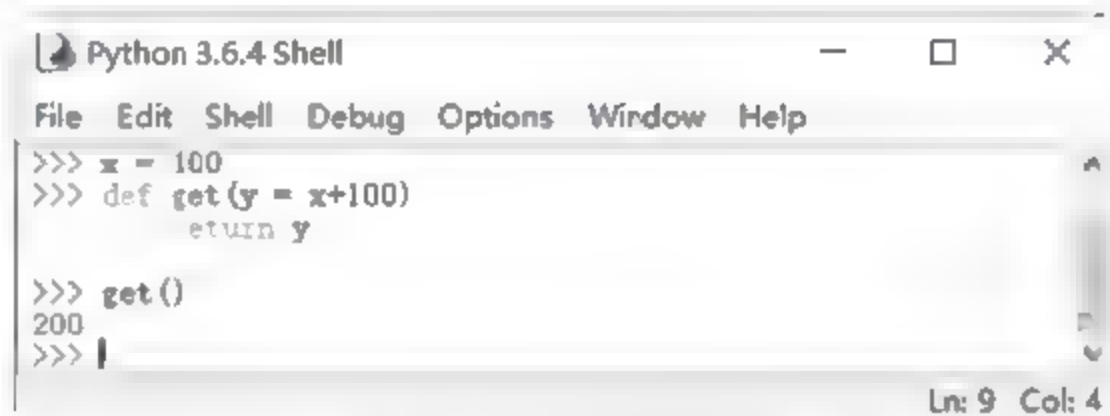 Python 3.6.4 Shell
File Edit Shell Debug Options Window Help
>>> x = 100
>>> def get(y = x+100)
eturn y
>>> get()
200
>>>
Ln: 9 Col: 4